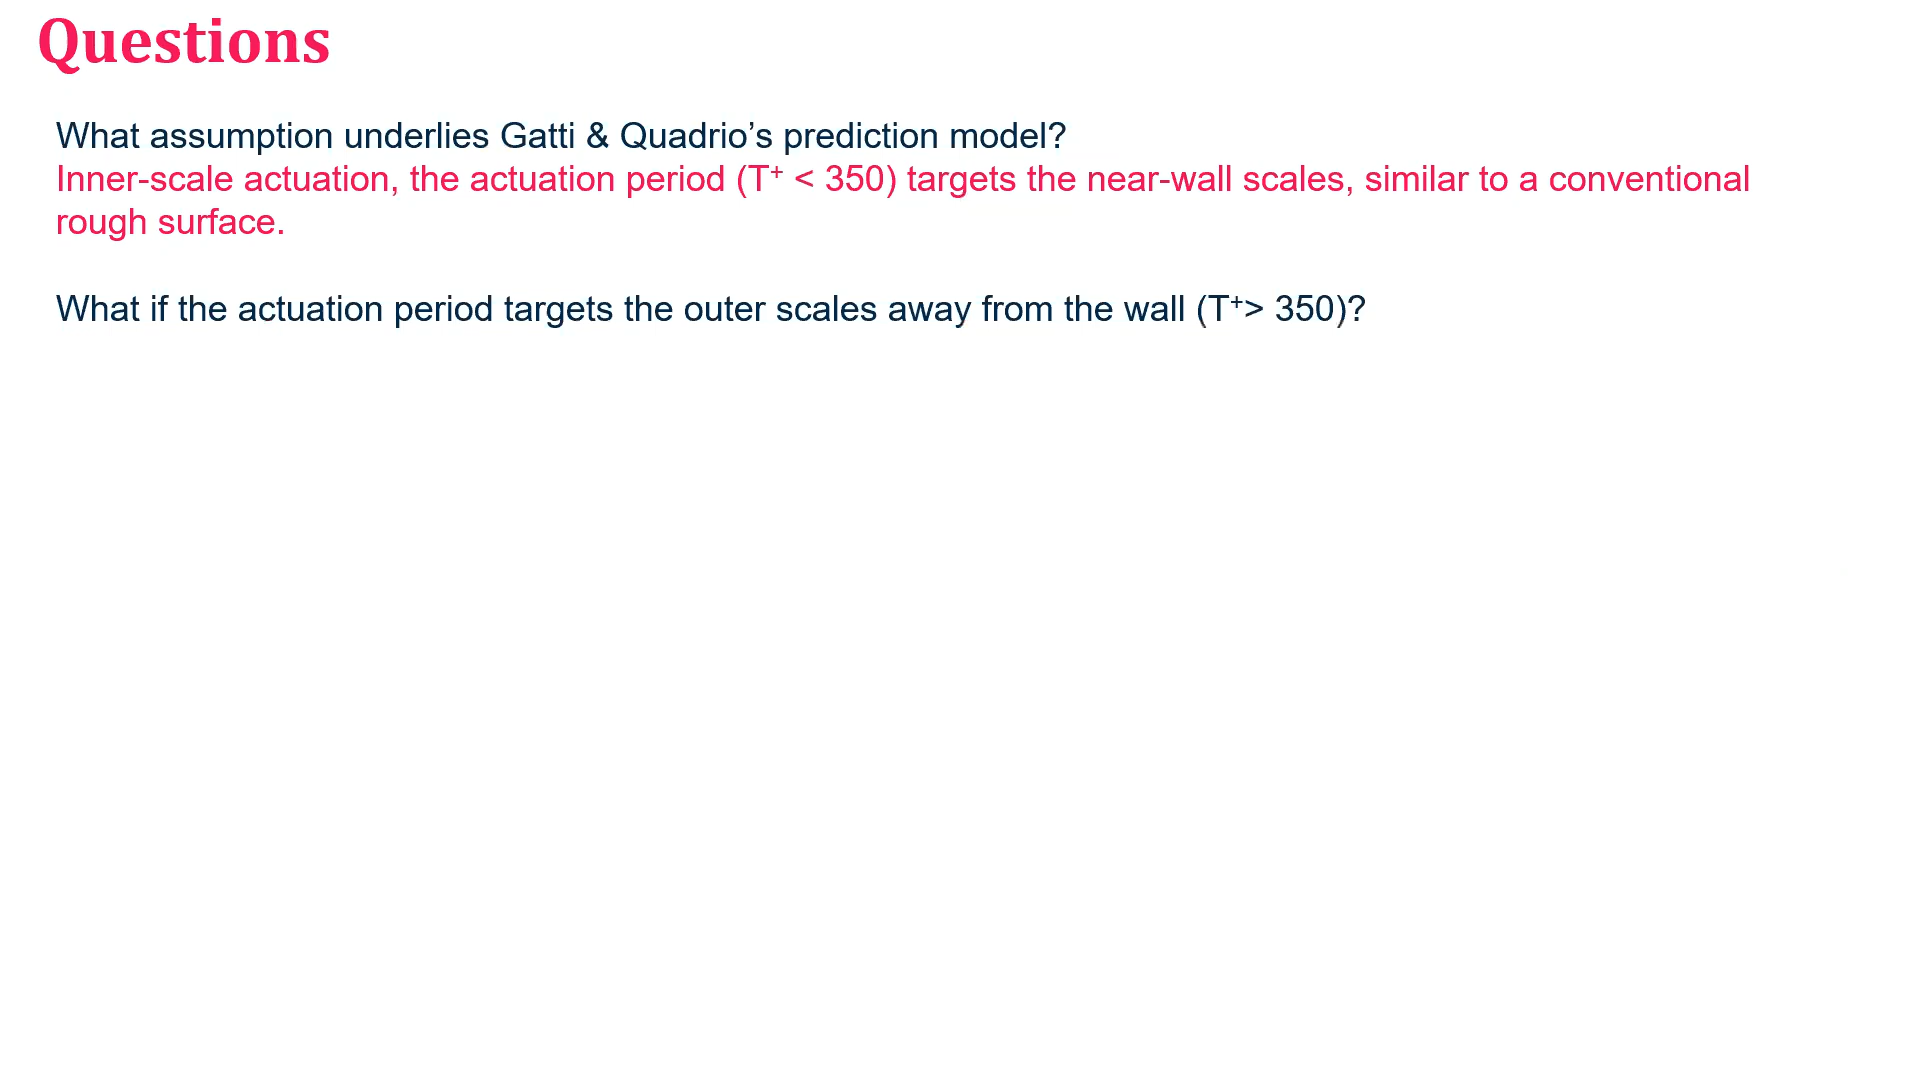 Questions
What assumption underlies Gatti & Quadrio’s prediction model?
Inner-scale actuation, the actuation period (T⁺ < 350) targets the near-wall scales, similar to a conventional
rough surface.
What if the actuation period targets the outer scales away from the wall (T⁺> 350)?